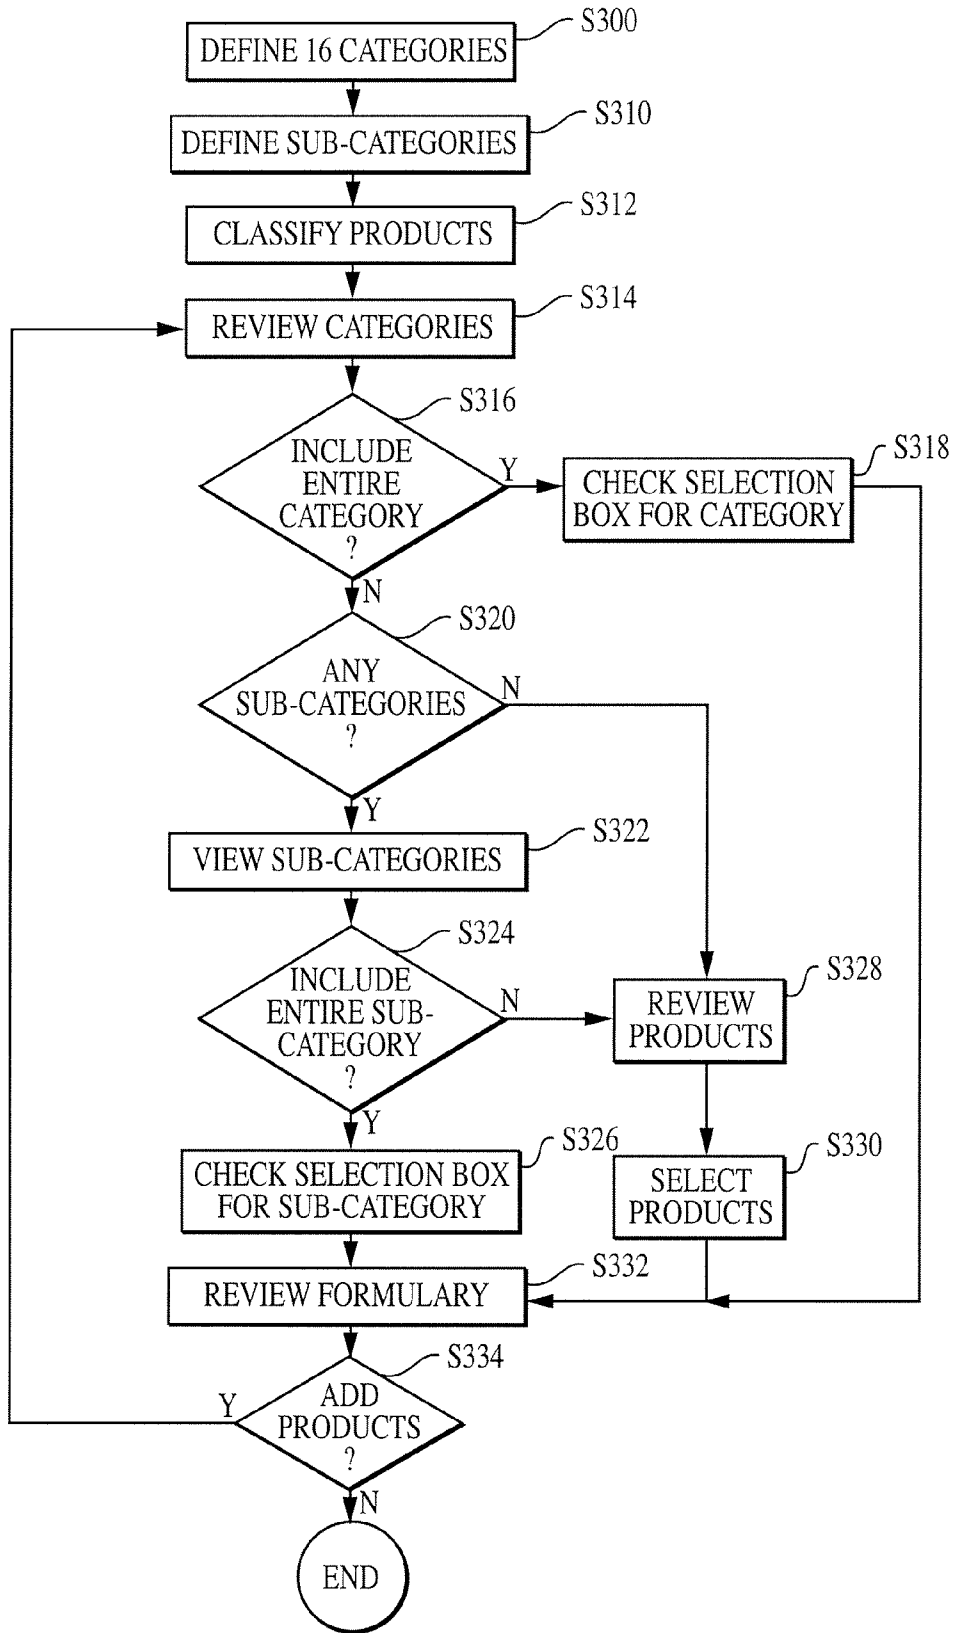 S300
DEFINE 16 CATEGORIES
S310
DEFINE SUB-CATEGORIES
S312
CLASSIFY PRODUCTS
S314
REVIEW CATEGORIES
S316
INCLUDE
ENTIRE
CATEGORY
?
Y
S318
CHECK SELECTION
BOX FOR CATEGORY
N
S320
ANY
SUB-CATEGORIES
?
N
Y
S322
VIEW SUB-CATEGORIES
S324
INCLUDE
ENTIRE SUB-
CATEGORY
?
N
S328
REVIEW
PRODUCTS
Y
S326
CHECK SELECTION BOX
FOR SUB-CATEGORY
S330
SELECT
PRODUCTS
S332
REVIEW FORMULARY
S334
ADD
PRODUCTS
?
Y
N
END